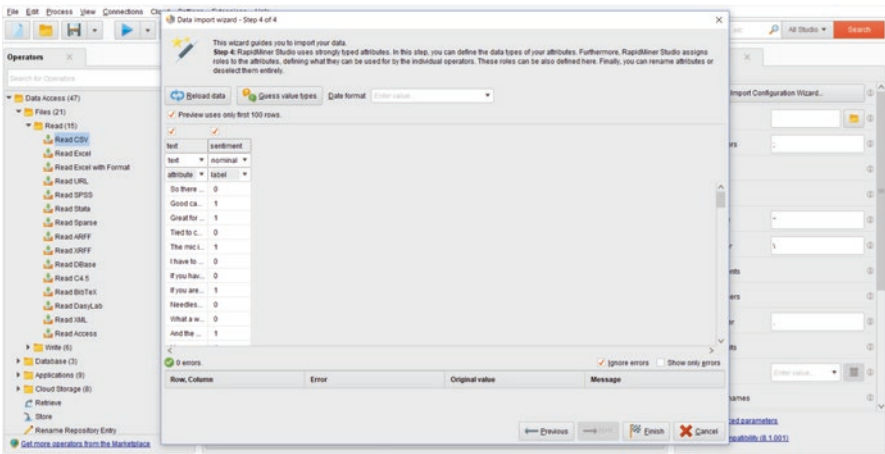 File Edit Process View Connections
Data import wizard - Step 4 of 4
This wizard guides you to import your data.
Step 4: RapidMiner Studio uses strongly typed attributes. In this step, you can define the data types of your attributes. Furthermore, RapidMiner Studio assigns
roles to the attributes, defining what they can be used for by the individual operators. These roles can be also defined here. Finally, you can rename attributes or
deselect them entirely.
All Studio
Search
Operators
Search for Operators
Reload data
Guess value types
Date format
Enter value...
Import Configuration Wizard...
Preview uses only first 100 rows.
Data Access (47)
Files (21)
Read (15)
Read CSV
Read Excel
Read Excel with Format
Read URL
Read SPSS
Read Stata
Read Sparse
Read ARFF
Read XRFF
Read DBase
Read C4.5
Read BibTeX
Read DasyLab
Read XML
Read Access
Write (6)
Database (3)
Applications (9)
Cloud Storage (8)
Retrieve
Store
Rename Repository Entry
Get more operators from the Marketplace
text sentiment
text nominal
attribute label
So there ... 0
Good ca... 1
Great for ... 1
Tied to c... 0
The mic i... 1
I have to ... 0
If you hav... 0
If you are... 1
Needles... 0
What a w... 0
And the ... 1
0 errors.
Ignore errors
Show only errors
Row, Column Error Original value Message
Previous
Finish
Cancel
Enter value...